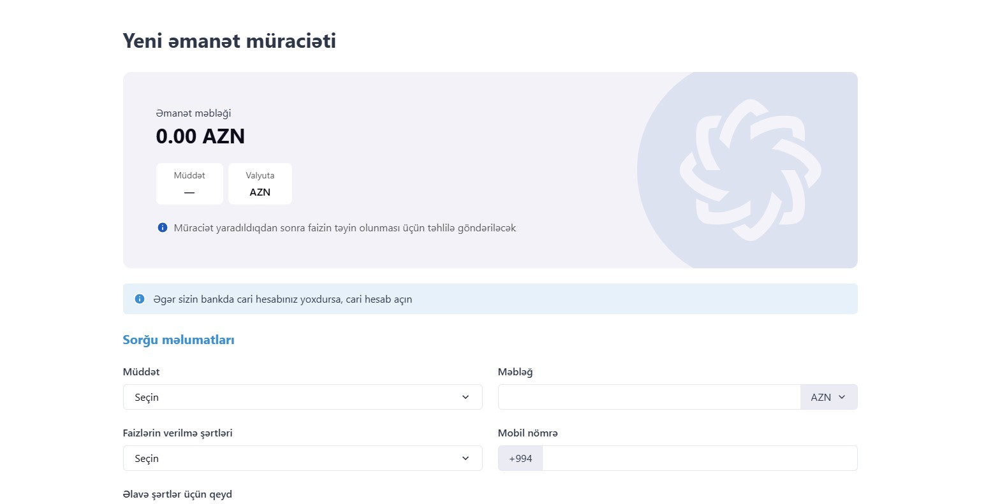 Yeni əmanət müraciəti
Əmanət məbləği
0.00 AZN
Müddət
—
Valyuta
AZN
Müraciət yaradıldıqdan sonra faizin təyin olunması üçün təhlilə göndəriləcək
Əgər sizin bankda cari hesabınız yoxdursa, cari hesab açın
Sorğu məlumatları
Müddət
Seçin
Məbləğ
AZN
Faizlərin verilmə şərtləri
Seçin
Mobil nömrə
+994
Əlavə şərtlər üçün qeyd